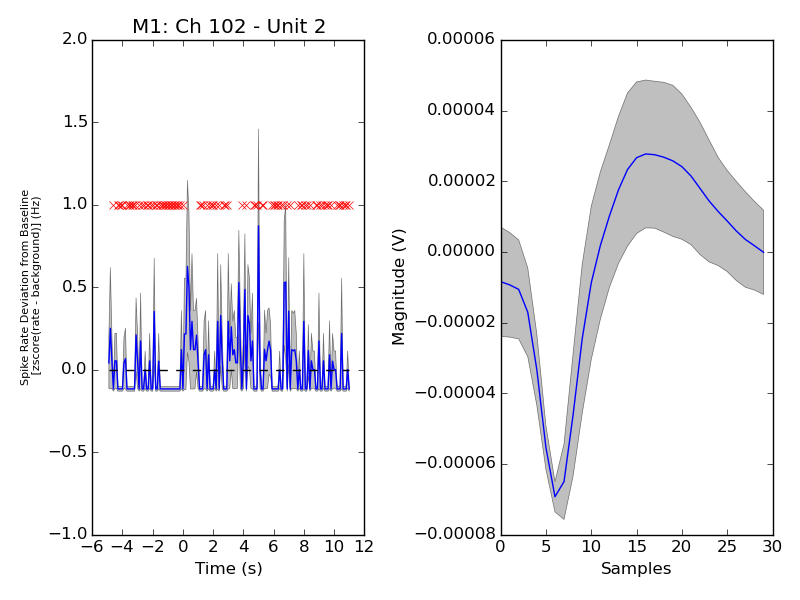 M1: Ch 102 - Unit 2
2.0
1.5
1.0
0.5
0.0
−0.5
−1.0
−6 −4 −2 0 2 4 6 8 10 12
Time (s)
Spike Rate Deviation from Baseline
[zscore(rate - background)] (Hz)
0.00006
0.00004
0.00002
0.00000
−0.00002
−0.00004
−0.00006
−0.00008
0 5 10 15 20 25 30
Samples
Magnitude (V)